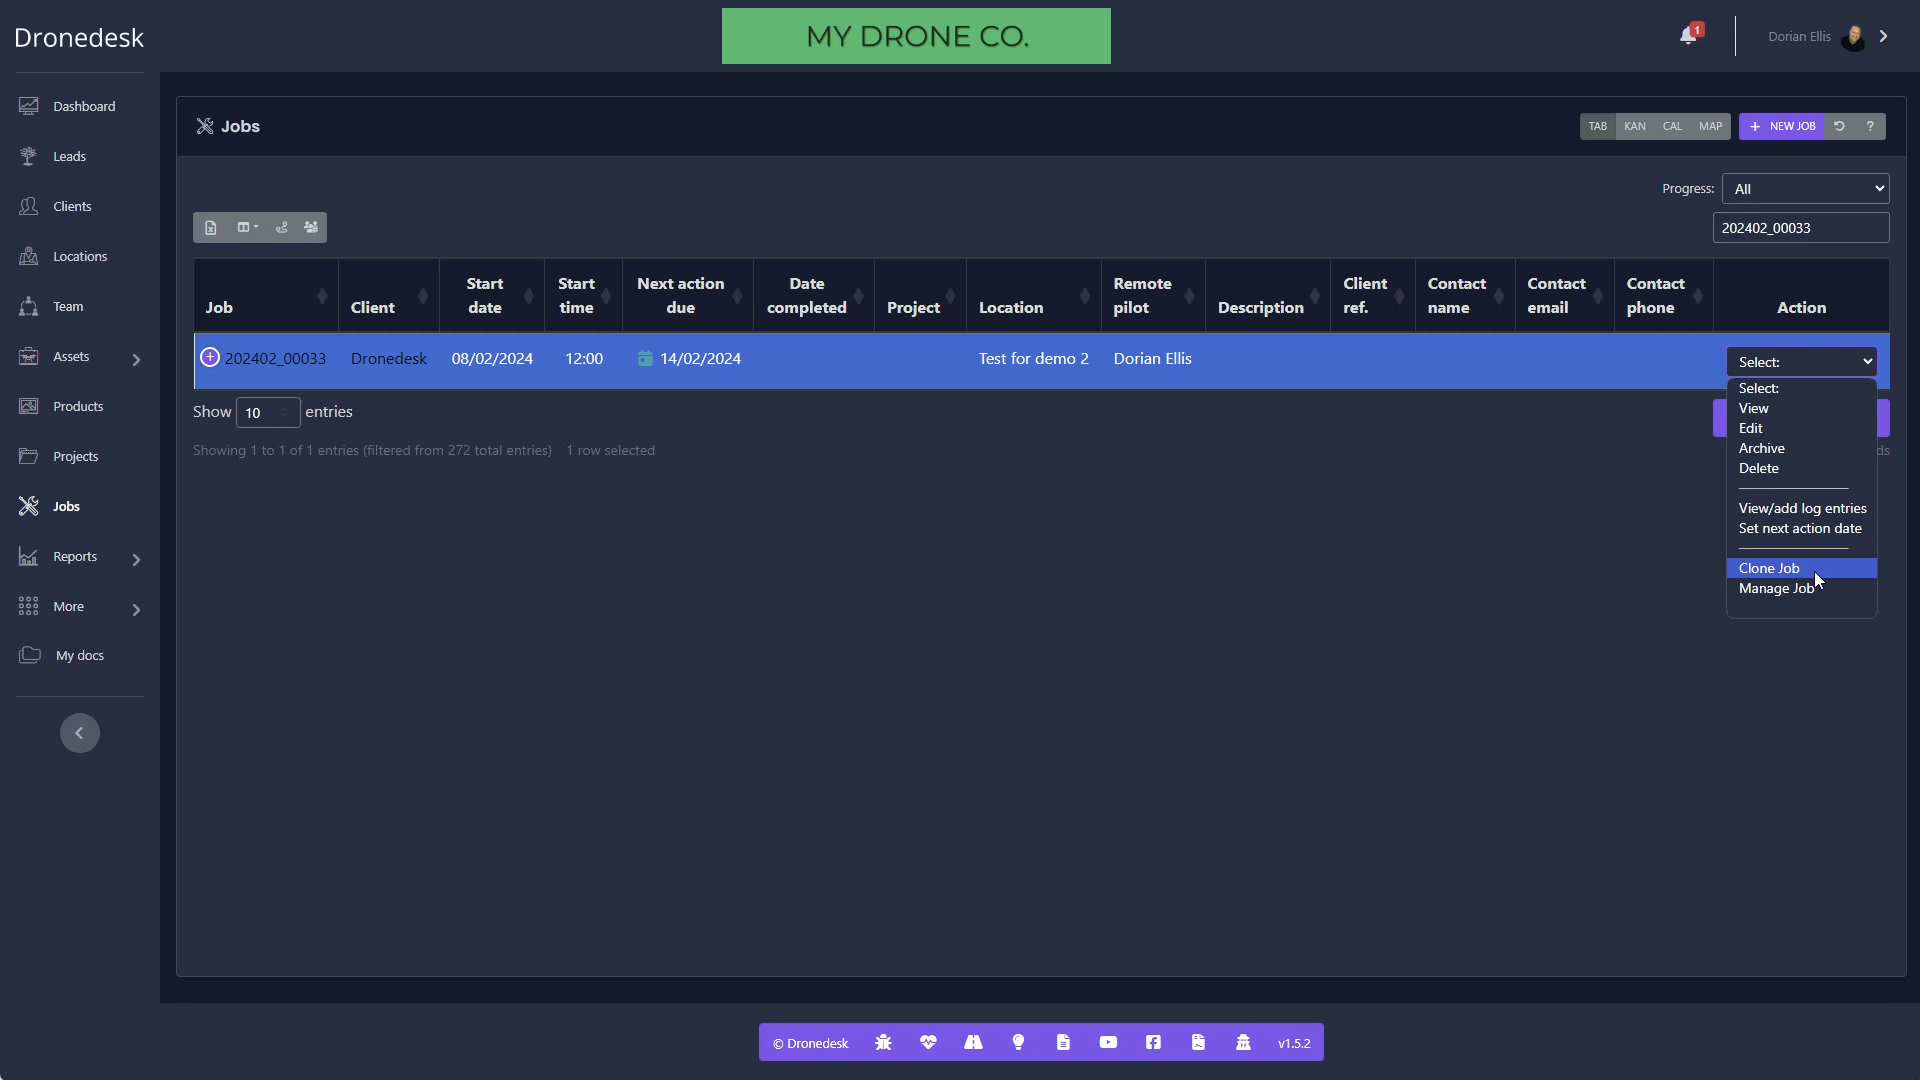 Dronedesk
MY DRONE CO.
1
Dorian Ellis
Dashboard
Leads
Clients
Locations
Team
Assets
Products
Projects
Jobs
Reports
More
My docs
Jobs
TAB KAN CAL MAP
+ NEW JOB ?
Progress: All
202402_00033
Job Client Start date Start time Next action due Date completed Project Location Remote pilot Description Client ref. Contact name Contact email Contact phone Action
202402_00033 Dronedesk 08/02/2024 12:00 14/02/2024 Test for demo 2 Dorian Ellis Select:
Select:
View
Edit
Archive
Delete
View/add log entries
Set next action date
Clone Job
Manage Job
Show 10 entries
Showing 1 to 1 of 1 entries (filtered from 272 total entries) 1 row selected
© Dronedesk v1.5.2